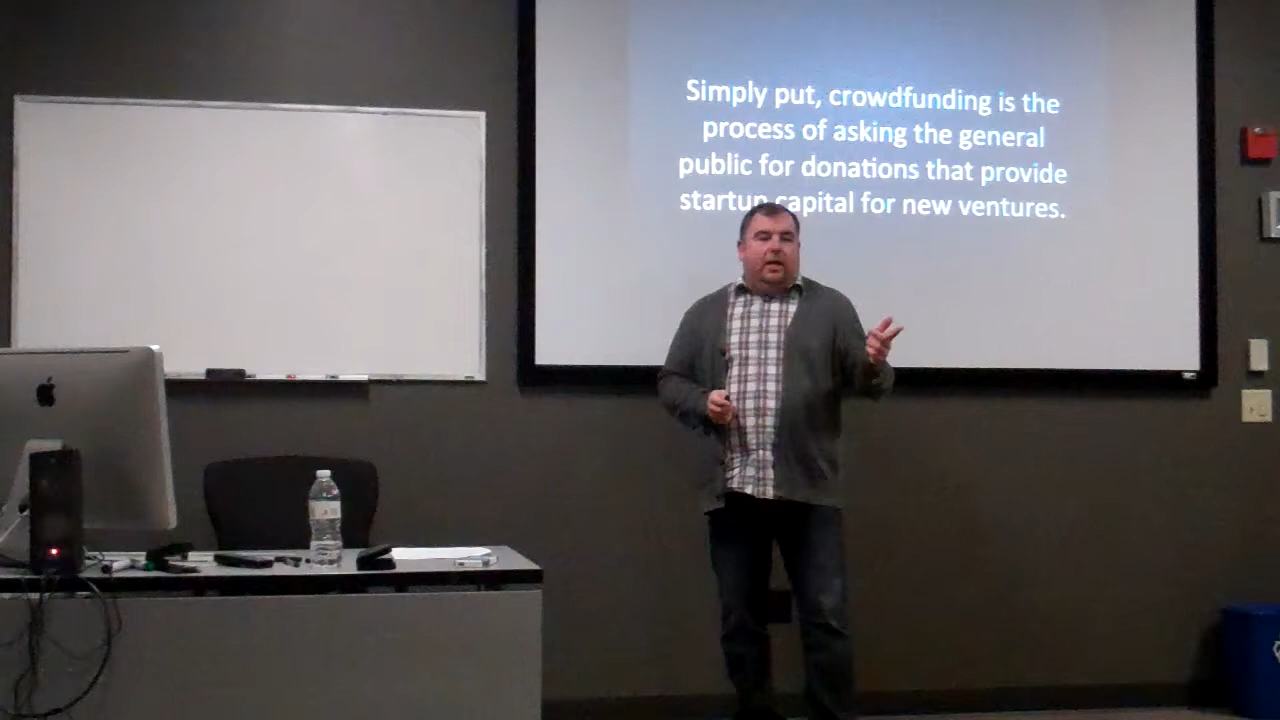 Simply put, crowdfunding is the
process of asking the general
public for donations that provide
startup capital for new ventures.